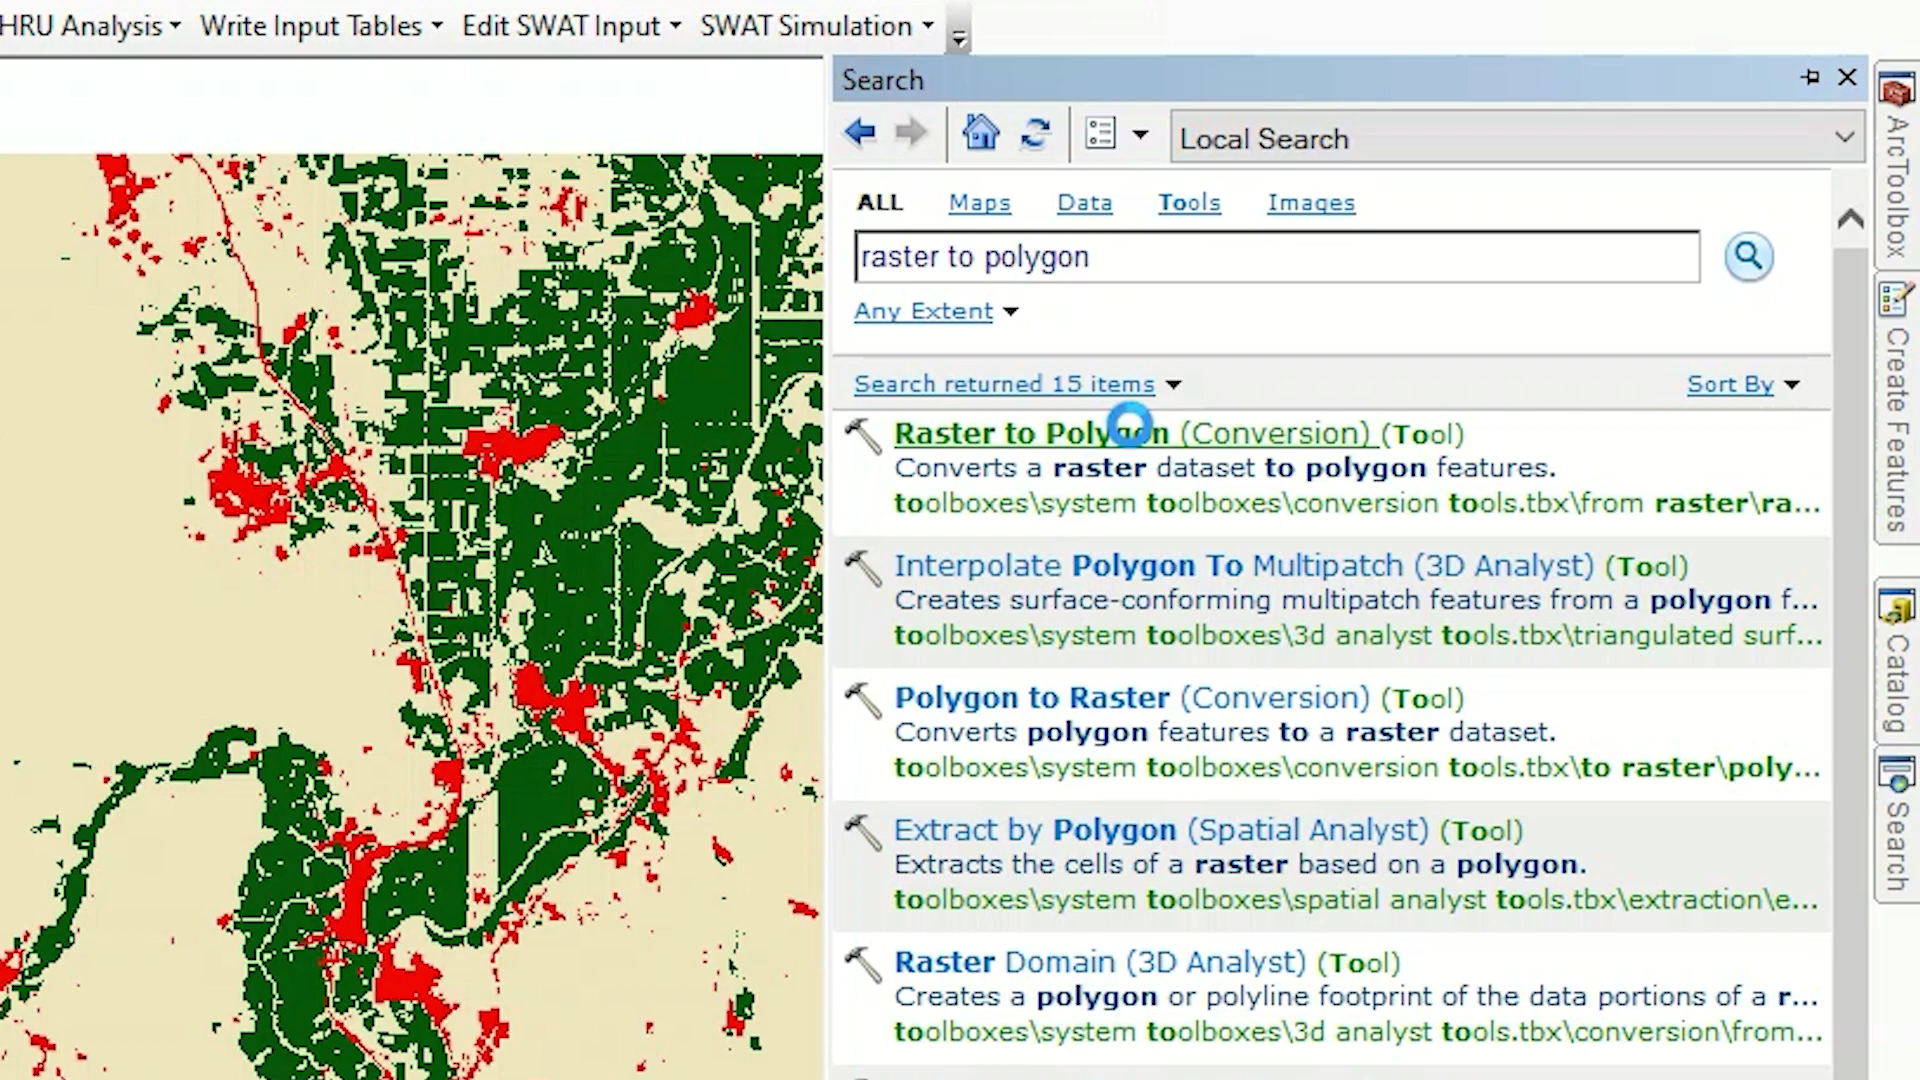 HRU Analysis Write Input Tables Edit SWAT Input SWAT Simulation
Search
Local Search
ALL Maps Data Tools Images
raster to polygon
Any Extent
Search returned 15 items Sort By
Raster to Polygon (Conversion) (Tool)
Converts a raster dataset to polygon features.
toolboxes\system toolboxes\conversion tools.tbx\from raster\ra...
Interpolate Polygon To Multipatch (3D Analyst) (Tool)
Creates surface-conforming multipatch features from a polygon f...
toolboxes\system toolboxes\3d analyst tools.tbx\triangulated surf...
Polygon to Raster (Conversion) (Tool)
Converts polygon features to a raster dataset.
toolboxes\system toolboxes\conversion tools.tbx\to raster\poly...
Extract by Polygon (Spatial Analyst) (Tool)
Extracts the cells of a raster based on a polygon.
toolboxes\system toolboxes\spatial analyst tools.tbx\extraction\e...
Raster Domain (3D Analyst) (Tool)
Creates a polygon or polyline footprint of the data portions of a r...
toolboxes\system toolboxes\3d analyst tools.tbx\conversion\from...
ArcToolbox
Create Features
Catalog
Search